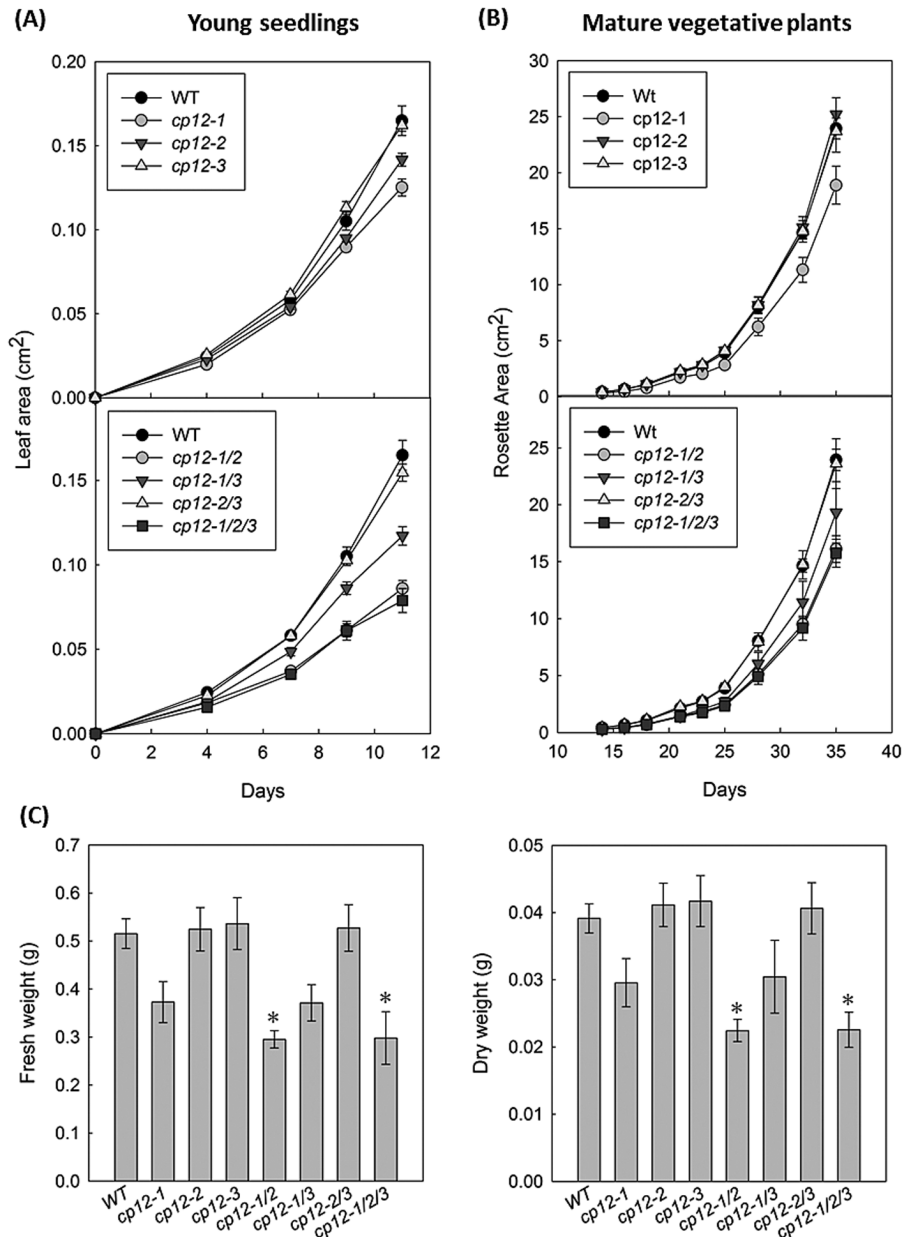 (A) Young seedlings
(B) Mature vegetative plants
0.20
0.15
0.10
0.05
0.00
WT
cp12-1
cp12-2
cp12-3
0.15
0.10
0.05
0.00
WT
cp12-1/2
cp12-1/3
cp12-2/3
cp12-1/2/3
Leaf area (cm2)
0 2 4 6 8 10 12
Days
30
25
20
15
10
5
0
Wt
cp12-1
cp12-2
cp12-3
25
20
15
10
5
0
Wt
cp12-1/2
cp12-1/3
cp12-2/3
cp12-1/2/3
Rosette Area (cm2)
10 15 20 25 30 35 40
Days
(C)
0.7
0.6
0.5
0.4
0.3
0.2
0.1
0.0
Fresh weight (g)
* *
WT cp12-1 cp12-2 cp12-3 cp12-1/2 cp12-1/3 cp12-2/3 cp12-1/2/3
0.05
0.04
0.03
0.02
0.01
0.00
Dry weight (g)
* *
WT cp12-1 cp12-2 cp12-3 cp12-1/2 cp12-1/3 cp12-2/3 cp12-1/2/3